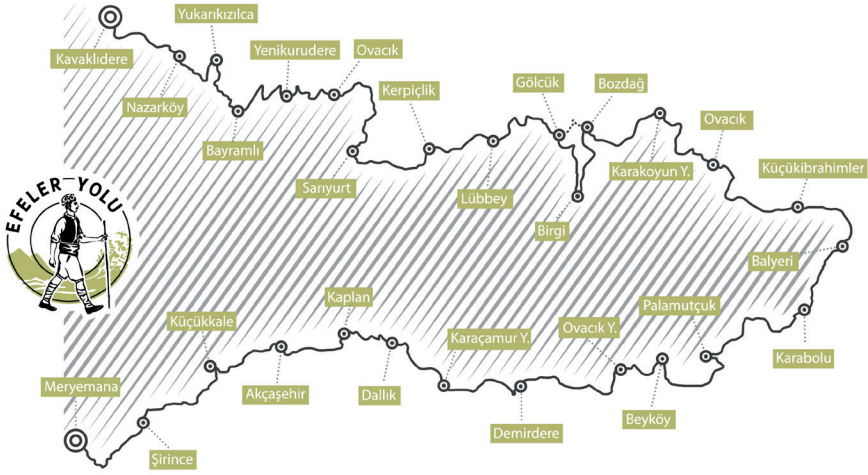 Yukarıkızılca
Kavaklıdere
Yenikurudere
Ovacık
Nazarköy
Kerpiçlik
Gölcük
Bozdağ
Bayramlı
Ovacık
Sarıyurt
Karakoyun Y.
Küçükibrahimler
Lübbey
Birgi
EFELER YOLU
Balyeri
Kaplan
Palamutçuk
Küçükkale
Karaçamur Y.
Ovacık Y.
Karabolu
Meryemana
Akçaşehir
Dallık
Beyköy
Demirdere
Şirince